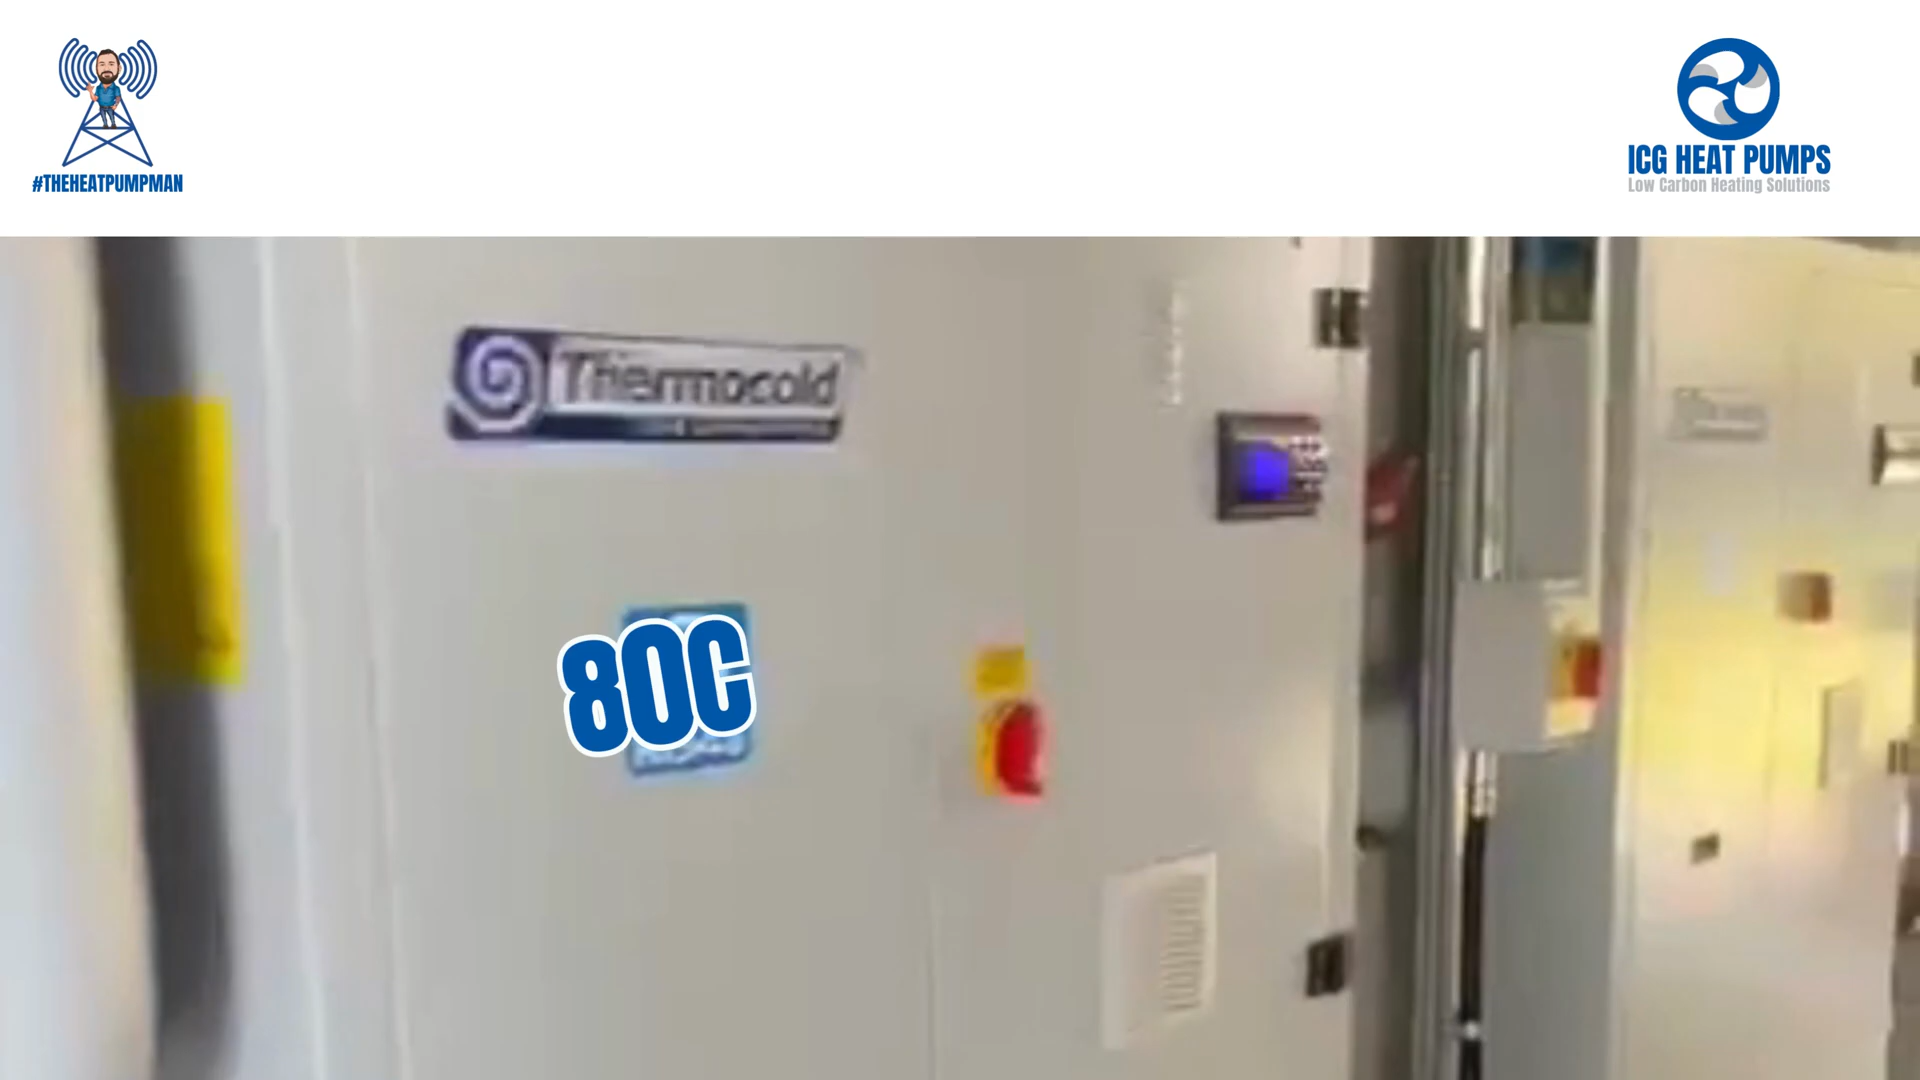 #THEHEATPUMPMAN
ICG HEAT PUMPS
Low Carbon Heating Solutions
Thermocold
80C